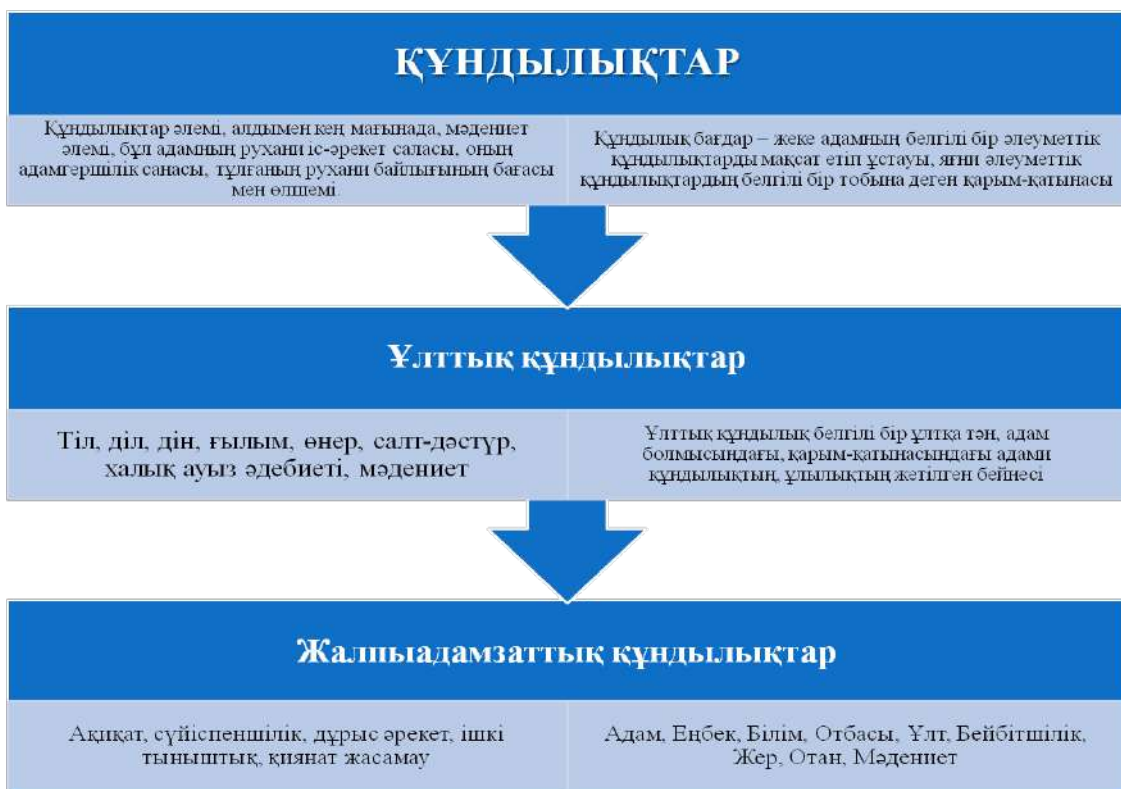 ҚҰНДЫЛЫҚТАР
Құндылықтар әлемі, алдымен кең мағынада, мәдениет
әлемі, бұл адамның рухани іс-әрекет саласы, оның
адамгершілік санасы, тұлғаның рухани байлығының бағасы
мен өлшемі.
Құндылық бағдар – жеке адамның белгілі бір әлеуметтік
құндылықтарды мақсат етіп ұстауы, яғни әлеуметтік
құндылықтардың белгілі бір тобына деген қарым-қатынасы
Ұлттық құндылықтар
Тіл, діл, дін, ғылым, өнер, салт-дәстүр,
халық ауыз әдебиеті, мәдениет
Ұлттық құндылық белгілі бір ұлтқа тән, адам
болмысындағы, қарым-қатынасындағы адами
құндылықтың, ұлылықтың жетілген бейнесі
Жалпыадамзаттық құндылықтар
Ақиқат, сүйіспеншілік, дұрыс әрекет, ішкі
тыныштық, қиянат жасамау
Адам, Еңбек, Білім, Отбасы, Ұлт, Бейбітшілік,
Жер, Отан, Мәдениет